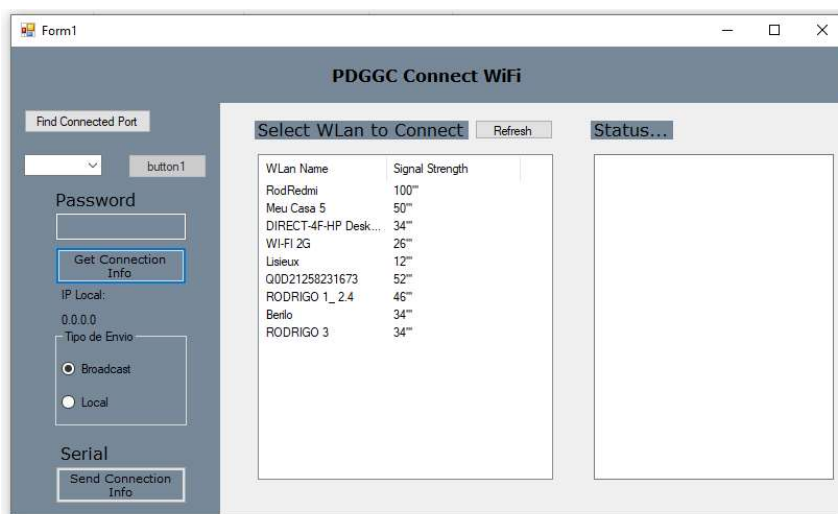 Form1
PDGGC Connect WiFi
Find Connected Port
button1
Password
Get Connection
Info
IP Local:
0.0.0.0
Tipo de Envio
Broadcast
Local
Serial
Send Connection
Info
Select WLan to Connect
Refresh
WLan Name Signal Strength
RodRedmi 100'''
Meu Casa 5 50'''
DIRECT-4F-HP Desk... 34'''
WI-FI 2G 26'''
Lisieux 12'''
Q0D21258231673 52'''
RODRIGO 1_ 2.4 46'''
Berilo 34'''
RODRIGO 3 34'''
Status...